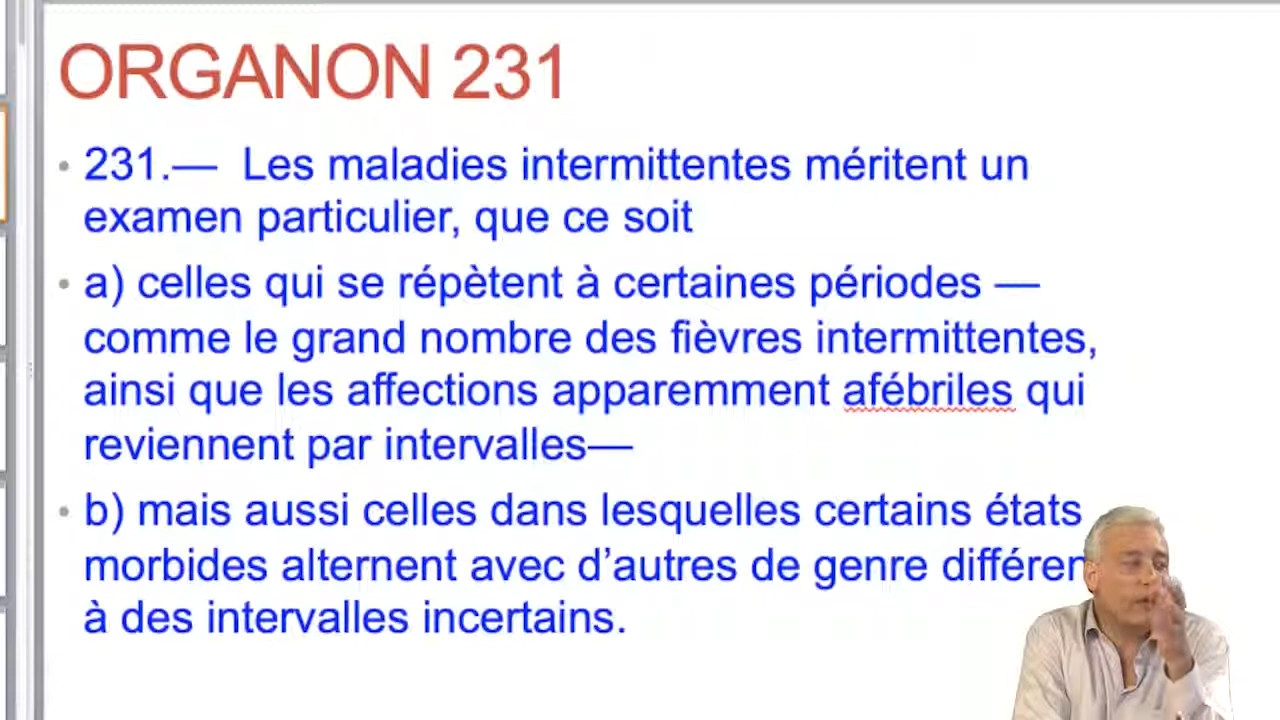 ORGANON 231
• 231.— Les maladies intermittentes méritent un
examen particulier, que ce soit
• a) celles qui se répètent à certaines périodes —
comme le grand nombre des fièvres intermittentes,
ainsi que les affections apparemment afébriles qui
reviennent par intervalles—
• b) mais aussi celles dans lesquelles certains états
morbides alternent avec d’autres de genre différen
à des intervalles incertains.